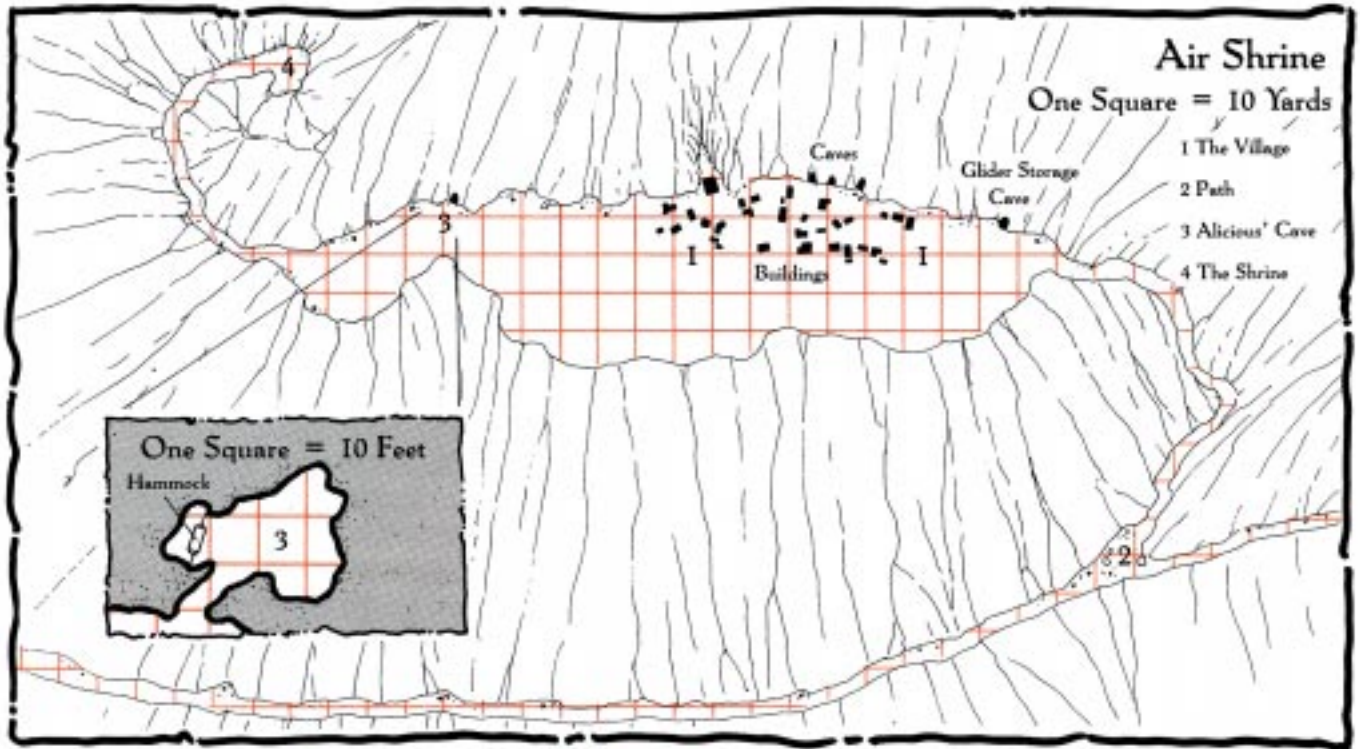 Air Shrine
One Square = 10 Yards
1 The Village
2 Path
3 Alicious' Cave
4 The Shrine
4
Caves
Glider Storage
Cave
3
1
1
Buildings
One Square = 10 Feet
Hammock
3
2